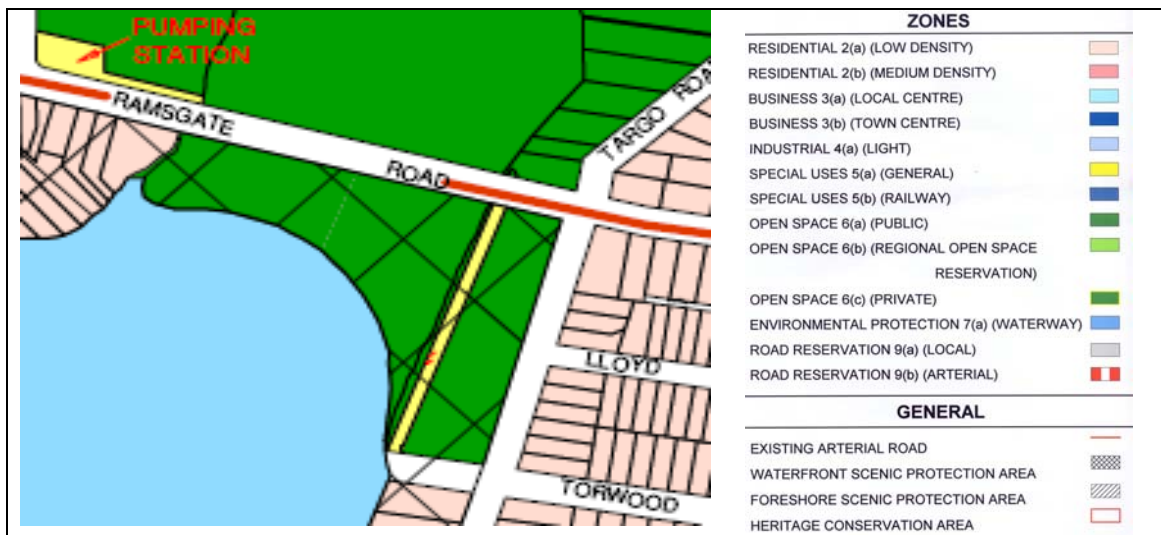 PUMPING
STATION
RAMSGATE
ROAD
TARGO ROA
LLOYD
TORWOOD
ZONES
RESIDENTIAL 2(a) (LOW DENSITY)
RESIDENTIAL 2(b) (MEDIUM DENSITY)
BUSINESS 3(a) (LOCAL CENTRE)
BUSINESS 3(b) (TOWN CENTRE)
INDUSTRIAL 4(a) (LIGHT)
SPECIAL USES 5(a) (GENERAL)
SPECIAL USES 5(b) (RAILWAY)
OPEN SPACE 6(a) (PUBLIC)
OPEN SPACE 6(b) (REGIONAL OPEN SPACE
RESERVATION)
OPEN SPACE 6(c) (PRIVATE)
ENVIRONMENTAL PROTECTION 7(a) (WATERWAY)
ROAD RESERVATION 9(a) (LOCAL)
ROAD RESERVATION 9(b) (ARTERIAL)
GENERAL
EXISTING ARTERIAL ROAD
WATERFRONT SCENIC PROTECTION AREA
FORESHORE SCENIC PROTECTION AREA
HERITAGE CONSERVATION AREA